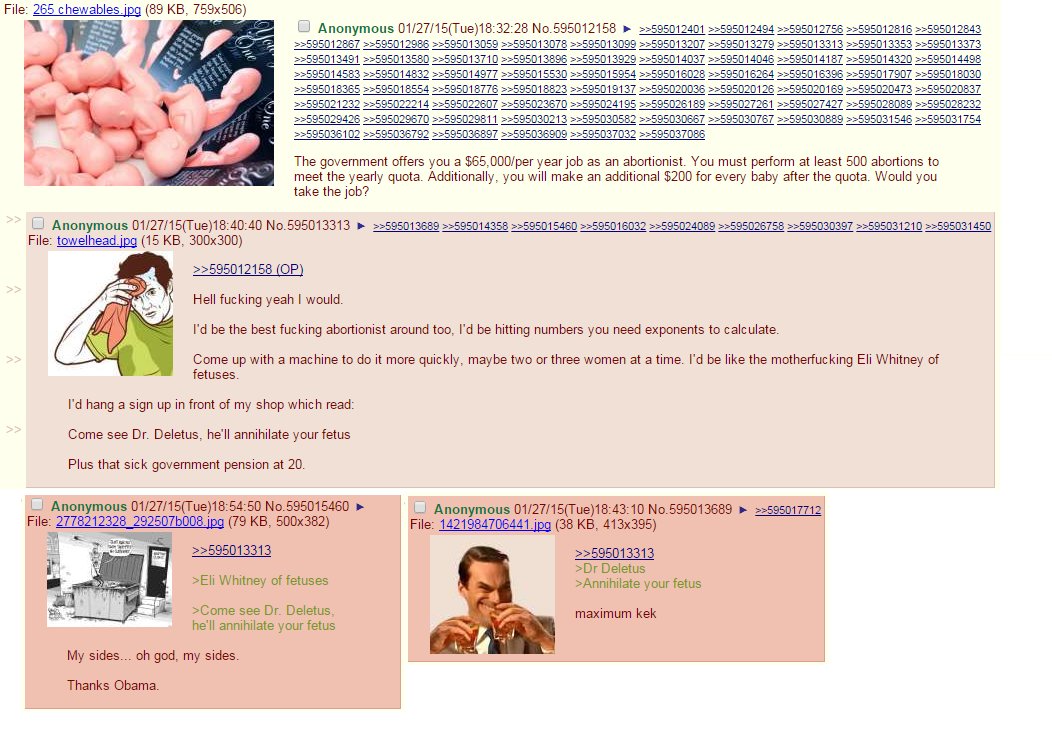 File: 265 chewables.jpg (89 KB, 759x506)
Anonymous 01/27/15(Tue)18:32:28 No.595012158 ► >>595012401 >>595012494 >>595012756 >>595012816 >>595012843
>>595012867 >>595012986 >>595013059 >>595013078 >>595013099 >>595013207 >>595013279 >>595013313 >>595013353 >>595013373
>>595013491 >>595013580 >>595013710 >>595013896 >>595013929 >>595014037 >>595014046 >>595014187 >>595014320 >>595014498
>>595014583 >>595014832 >>595014977 >>595015530 >>595015954 >>595016028 >>595016264 >>595016396 >>595017907 >>595018030
>>595018365 >>595018554 >>595018776 >>595018823 >>595019137 >>595020036 >>595020126 >>595020169 >>595020473 >>595020837
>>595021232 >>595022214 >>595022607 >>595023670 >>595024195 >>595026189 >>595027261 >>595027427 >>595028089 >>595028232
>>595029426 >>595029670 >>595029811 >>595030213 >>595030582 >>595030667 >>595030767 >>595030889 >>595031546 >>595031754
>>595036102 >>595036792 >>595036897 >>595036909 >>595037032 >>595037086
The government offers you a $65,000/per year job as an abortionist. You must perform at least 500 abortions to
meet the yearly quota. Additionally, you will make an additional $200 for every baby after the quota. Would you
take the job?
>> Anonymous 01/27/15(Tue)18:40:40 No.595013313 ► >>595013689 >>595014358 >>595015460 >>595016032 >>595024089 >>595026758 >>595030397 >>595031210 >>595031450
File: towelhead.jpg (15 KB, 300x300)
>>595012158 (OP)
>>
Hell fucking yeah I would.
I'd be the best fucking abortionist around too, I'd be hitting numbers you need exponents to calculate.
>>
Come up with a machine to do it more quickly, maybe two or three women at a time. I'd be like the motherfucking Eli Whitney of
fetuses.
I'd hang a sign up in front of my shop which read:
>>
Come see Dr. Deletus, he'll annihilate your fetus
Plus that sick government pension at 20.
Anonymous 01/27/15(Tue)18:54:50 No.595015460 ►
File: 2778212328_292507b008.jpg (79 KB, 500x382)
>>595013313
>Eli Whitney of fetuses
>Come see Dr. Deletus,
he'll annihilate your fetus
My sides... oh god, my sides.
Thanks Obama.
Anonymous 01/27/15(Tue)18:43:10 No.595013689 ► >>595017712
File: 1421984706441.jpg (38 KB, 413x395)
>>595013313
>Dr Deletus
>Annihilate your fetus
maximum kek